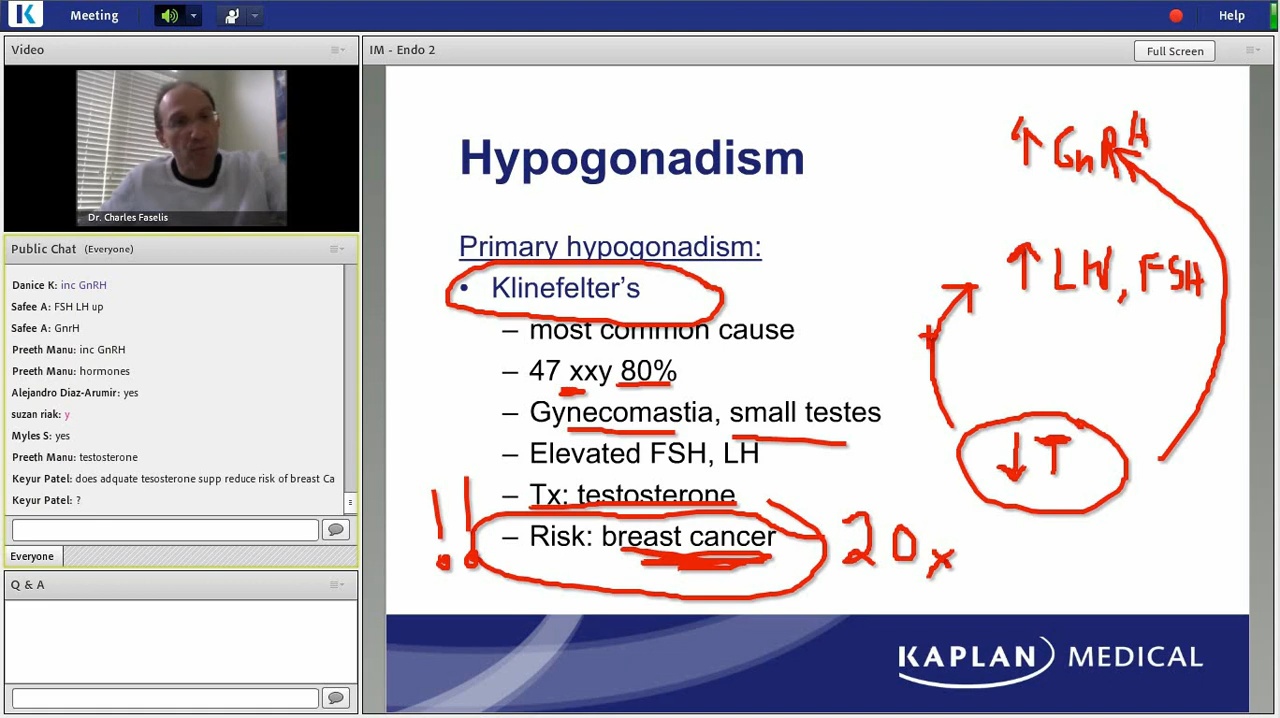 Meeting
Help
Video
IM - Endo 2
Full Screen
Dr. Charles Faselis
Public Chat (Everyone)
Danice K: inc GnRH
Safee A: FSH LH up
Safee A: GnrH
Preeth Manu: inc GnRH
Preeth Manu: hormones
Alejandro Diaz-Arumir: yes
suzan riak: y
Myles S: yes
Preeth Manu: testosterone
Keyur Patel: does adquate tesosterone supp reduce risk of breast Ca
Keyur Patel: ?
Everyone
Q & A
Hypogonadism
Primary hypogonadism:
• Klinefelter's
– most common cause
– 47 xxy 80%
– Gynecomastia, small testes
– Elevated FSH, LH
– Tx: testosterone
– Risk: breast cancer
!! 20x
↑ GnRH
↑ LH, FSH
↓ T
KAPLAN MEDICAL